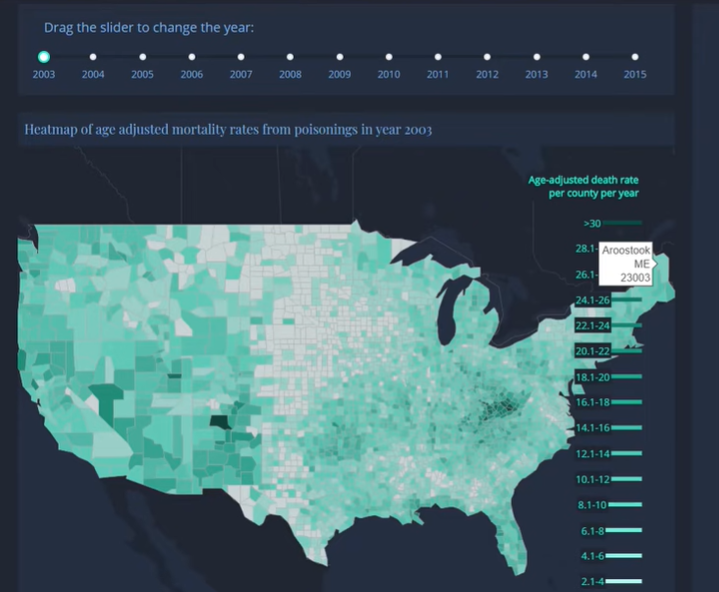 Drag the slider to change the year:
2003 2004 2005 2006 2007 2008 2009 2010 2011 2012 2013 2014 2015
Heatmap of age adjusted mortality rates from poisonings in year 2003
Age-adjusted death rate
per county per year
>30
28.1-
26.1-
Aroostook
ME
23003
24.1-26
22.1-24
20.1-22
18.1-20
16.1-18
14.1-16
12.1-14
10.1-12
8.1-10
6.1-8
4.1-6
2.1-4